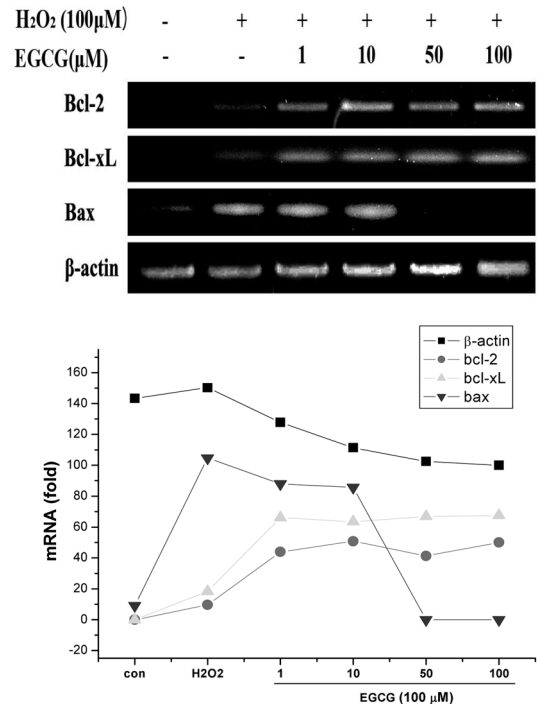 H2O2 (100μM) - + + + + +
EGCG(μM) - - 1 10 50 100
Bcl-2
Bcl-xL
Bax
β-actin
β-actin
bcl-2
bcl-xL
bax
160
140
120
100
80
60
40
20
0
-20
mRNA (fold)
con H2O2 1 10 50 100
EGCG (100 μM)